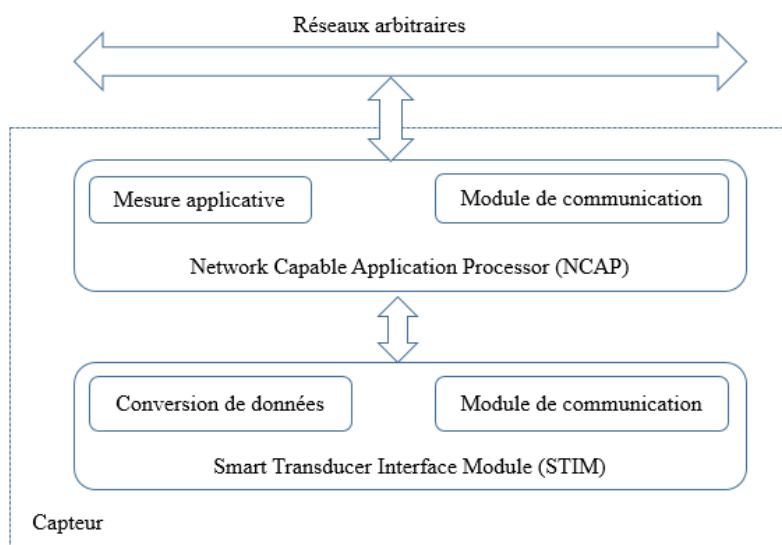 Réseaux arbitraires
Mesure applicative
Module de communication
Network Capable Application Processor (NCAP)
Conversion de données
Module de communication
Smart Transducer Interface Module (STIM)
Capteur